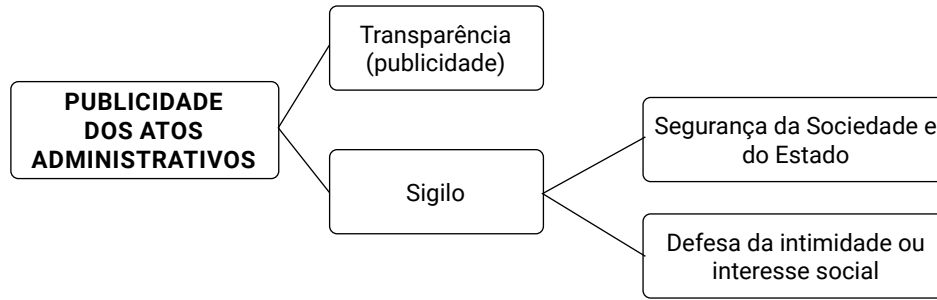 PUBLICIDADE
DOS ATOS
ADMINISTRATIVOS
Transparência
(publicidade)
Sigilo
Segurança da Sociedade e
do Estado
Defesa da intimidade ou
interesse social